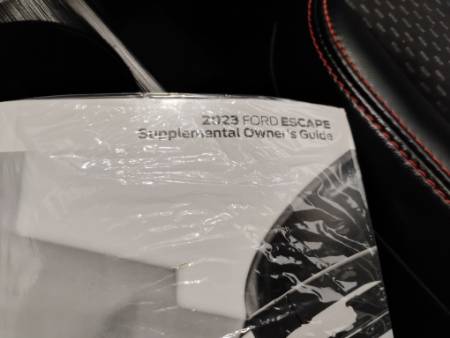 2023 FORD ESCAPE
Supplemental Owner's Guide